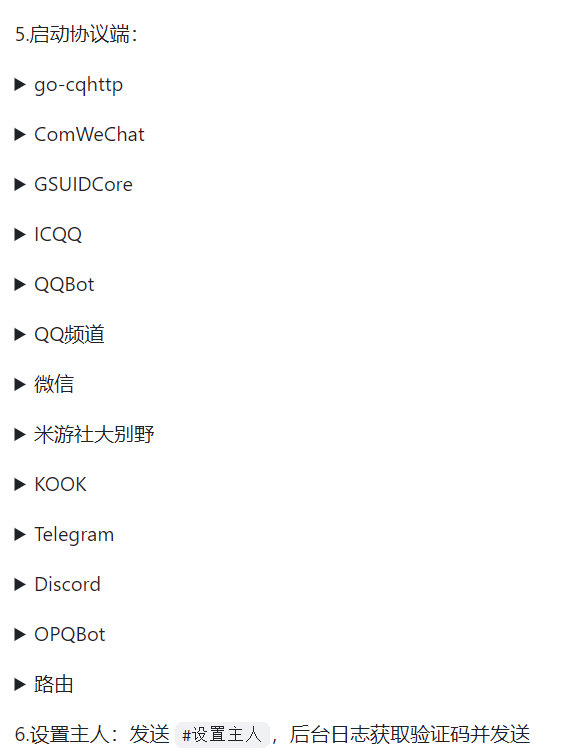 5.启动协议端：
go-cqhttp
ComWeChat
GSUIDCore
ICQQ
QQBot
QQ频道
微信
米游社大别野
KOOK
Telegram
Discord
OPQBot
路由
6.设置主人：发送 #设置主人，后台日志获取验证码并发送